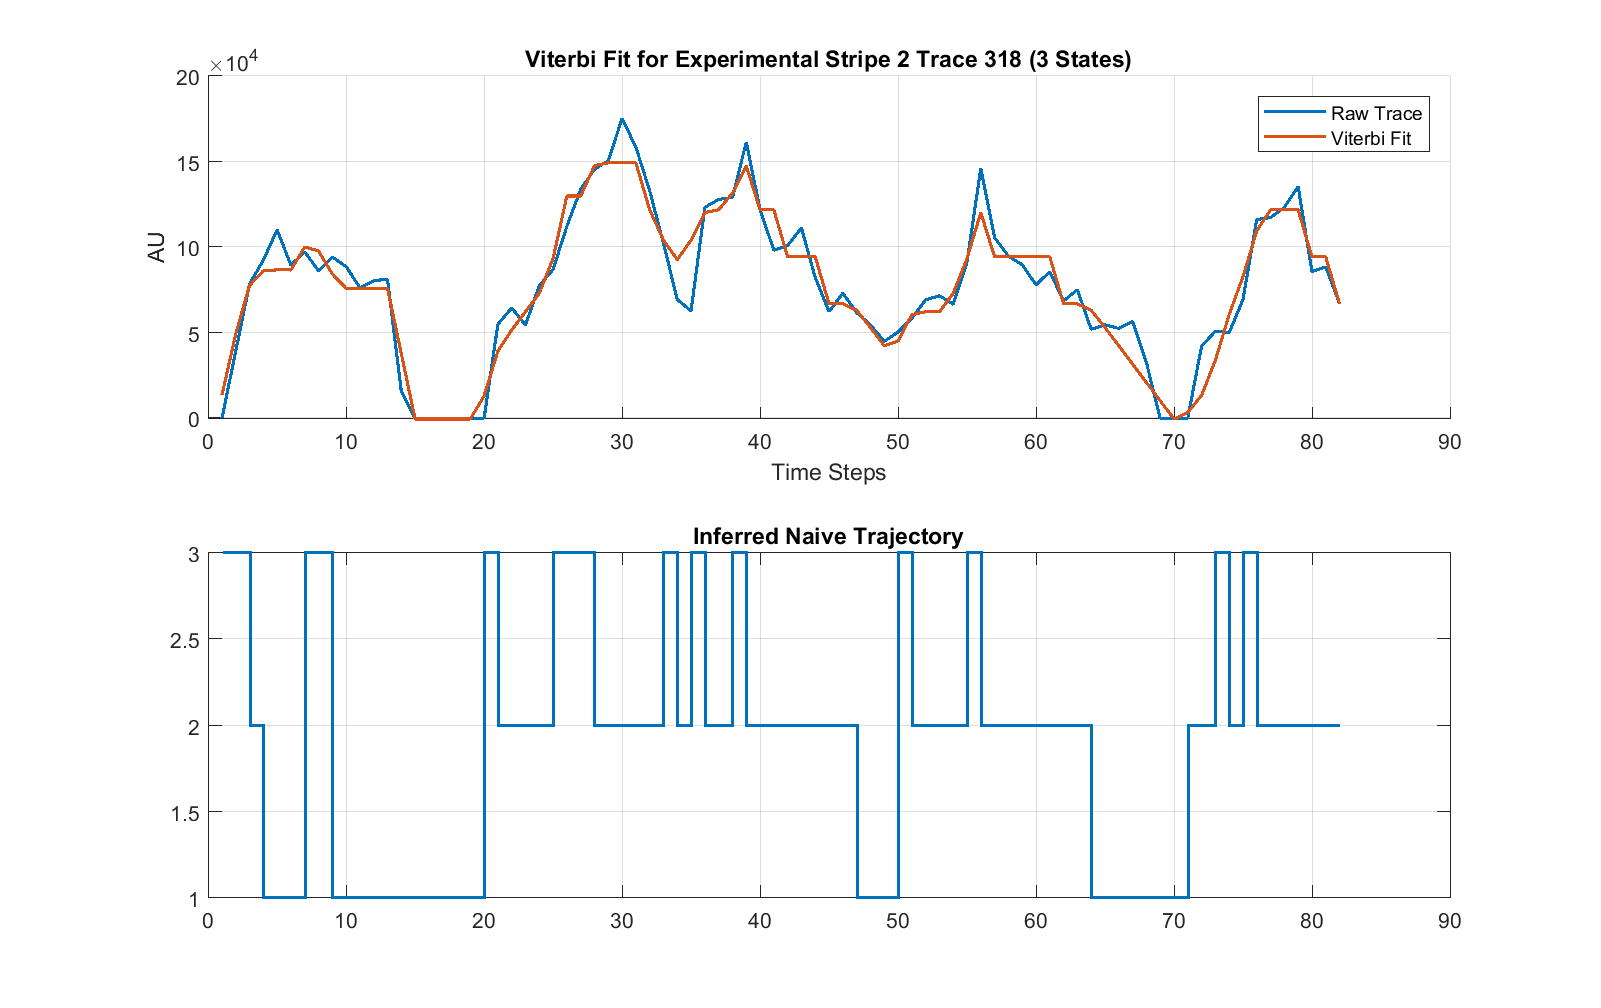 Viterbi Fit for Experimental Stripe 2 Trace 318 (3 States)
×10⁴
20
15
10
5
0
AU
Raw Trace
Viterbi Fit
0 10 20 30 40 50 60 70 80 90
Time Steps
Inferred Naive Trajectory
3
2.5
2
1.5
1
0 10 20 30 40 50 60 70 80 90